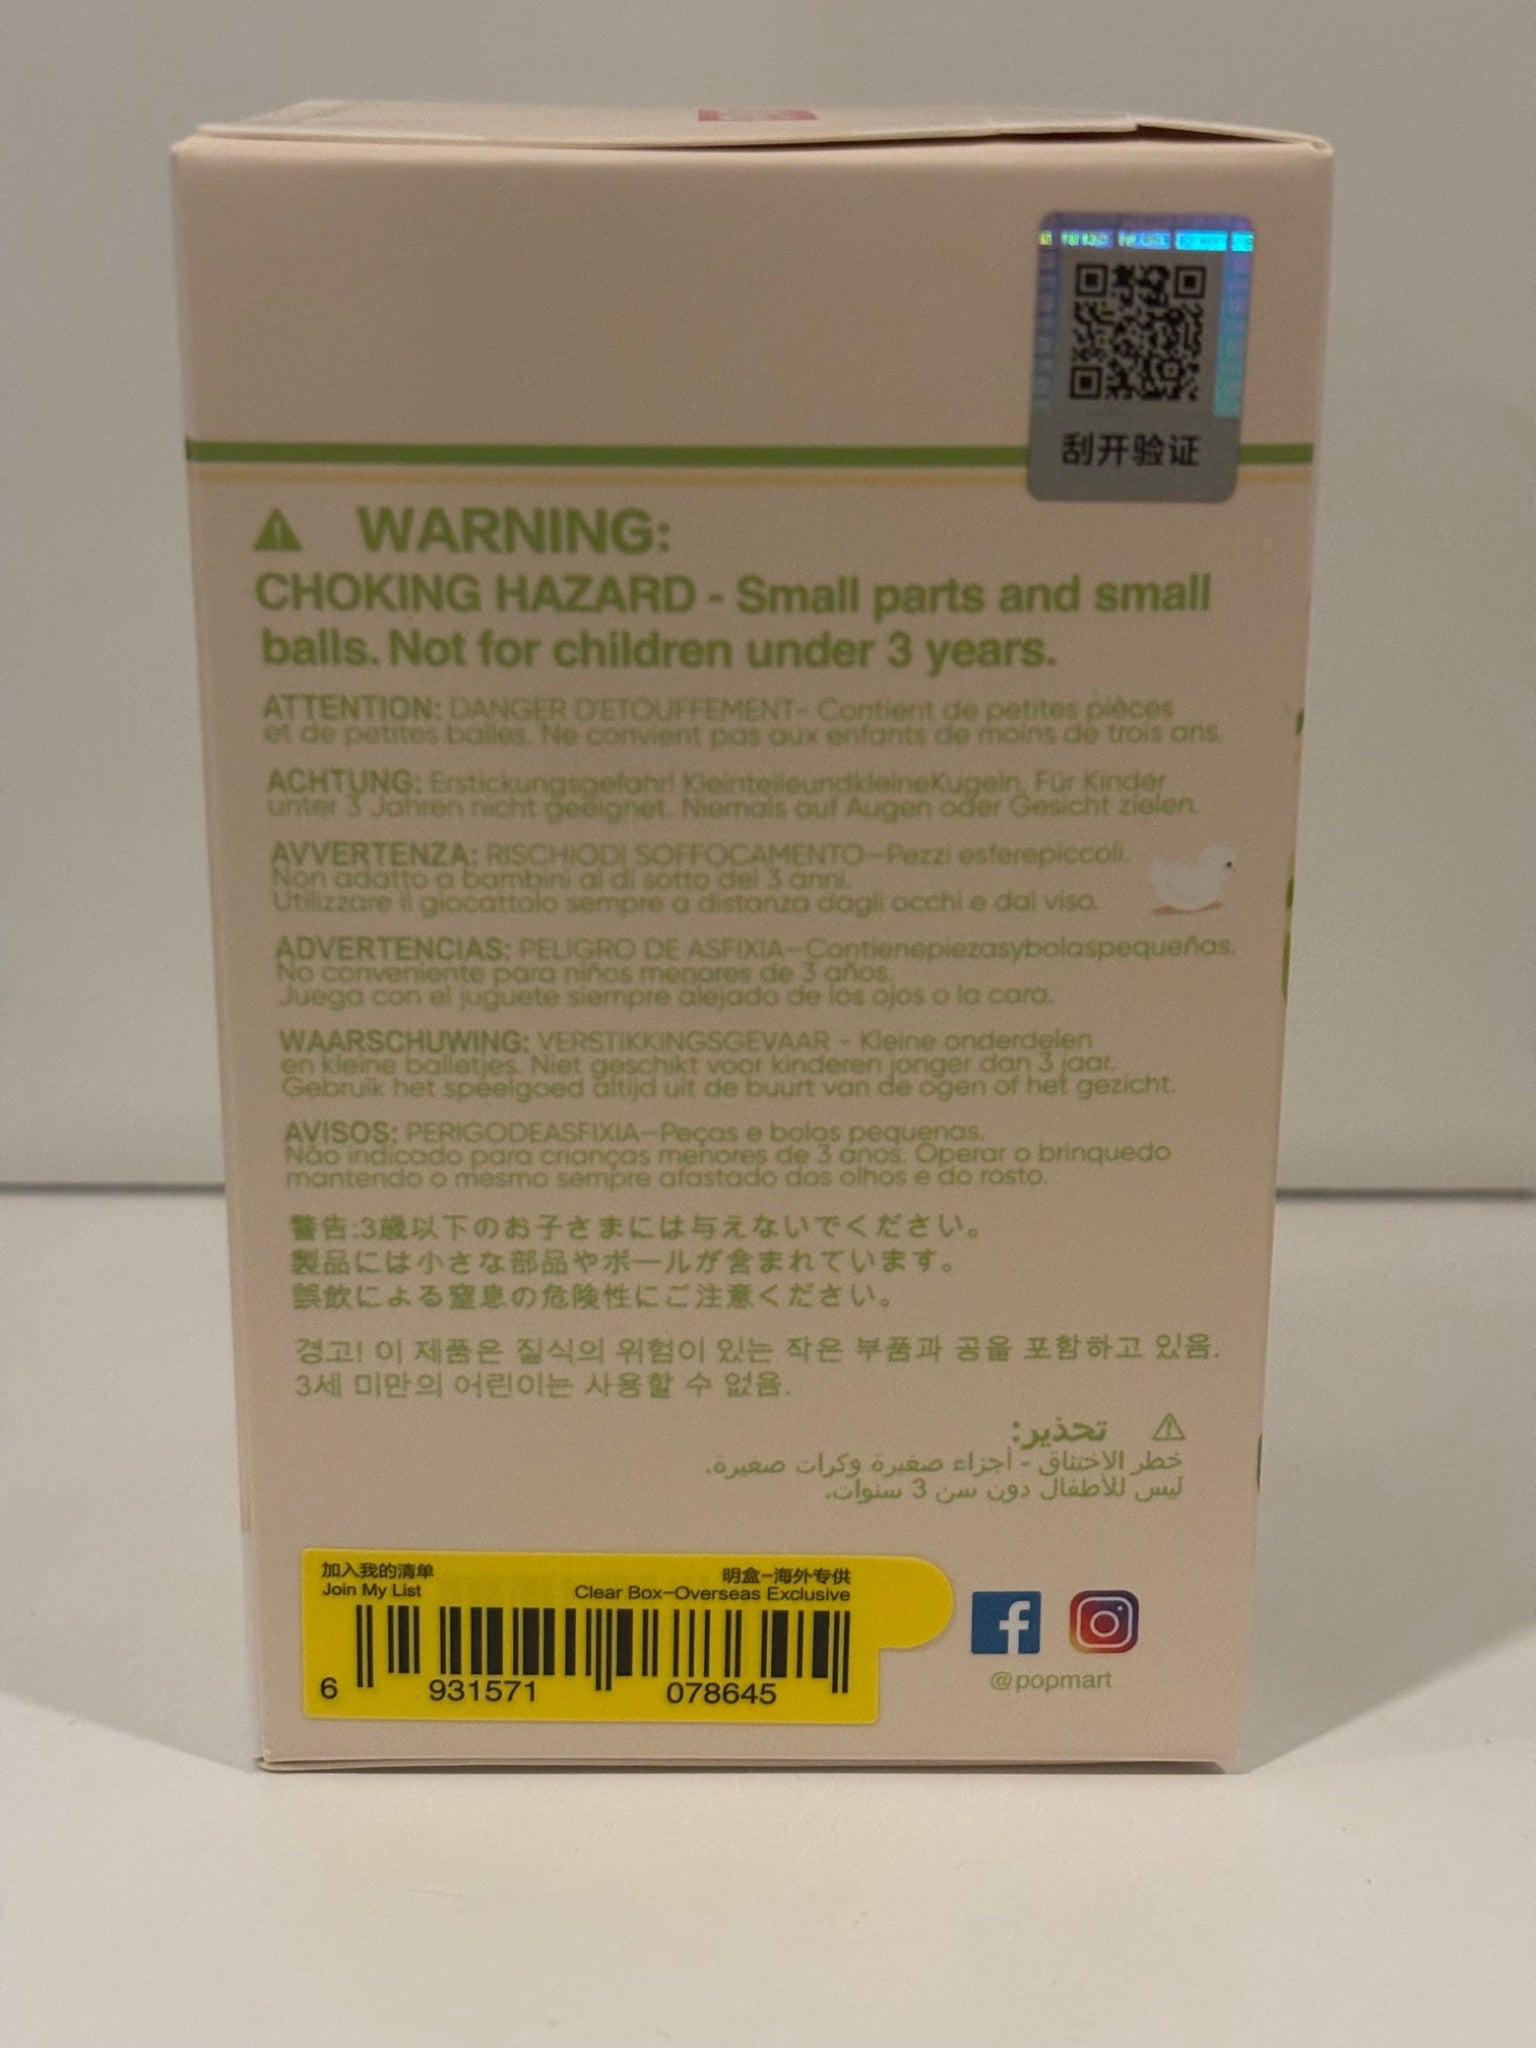 刮开验证
WARNING:
CHOKING HAZARD - Small parts and small
balls. Not for children under 3 years.
ATTENTION: DANGER D'ETOUFFEMENT- Contient de petites pièces
et de petites balles. Ne convient pas aux enfants de moins de trois ans.
ACHTUNG: Erstickungsgefahr! KleinteileundkleineKugeln. Für Kinder
unter 3 Jahren nicht geeignet. Niemals auf Augen oder Gesicht zielen.
AVVERTENZA: RISCHIODI SOFFOCAMENTO—Pezzi esferepiccoli.
Non adatto a bambini al di sotto dei 3 anni.
Utilizzare il giocattolo sempre a distanza dagli occhi e dal viso.
ADVERTENCIAS: PELIGRO DE ASFIXIA—Contienepiezasybolaspequeñas.
No conveniente para niños menores de 3 años,
Juega con el juguete siempre alejado de los ojos o la cara.
WAARSCHUWING: VERSTIKKINGSGEVAAR - Kleine onderdelen
en kleine balletjes. Niet geschikt voor kinderen jonger dan 3 jaar.
Gebruik het speelgoed altijd uit de buurt van de ogen of het gezicht.
AVISOS: PERIGODEASFIXIA—Peças e bolas pequenas.
Não indicado para crianças menores de 3 anos. Operar o brinquedo
mantendo o mesmo sempre afastado dos olhos e do rosto.
警告:3歳以下のお子さまには与えないでください。
製品には小さな部品やボールが含まれています。
誤飲による窒息の危険性にご注意ください。
경고! 이 제품은 질식의 위험이 있는 작은 부품과 공을 포함하고 있음.
3세 미만의 어린이는 사용할 수 없음.
تحذير:
خطر الاختناق - أجزاء صغيرة وكرات صغيرة.
ليس للأطفال دون سن 3 سنوات.
加入我的清单 明盒-海外专供
Join My List Clear Box-Overseas Exclusive
6 931571 078645
@popmart